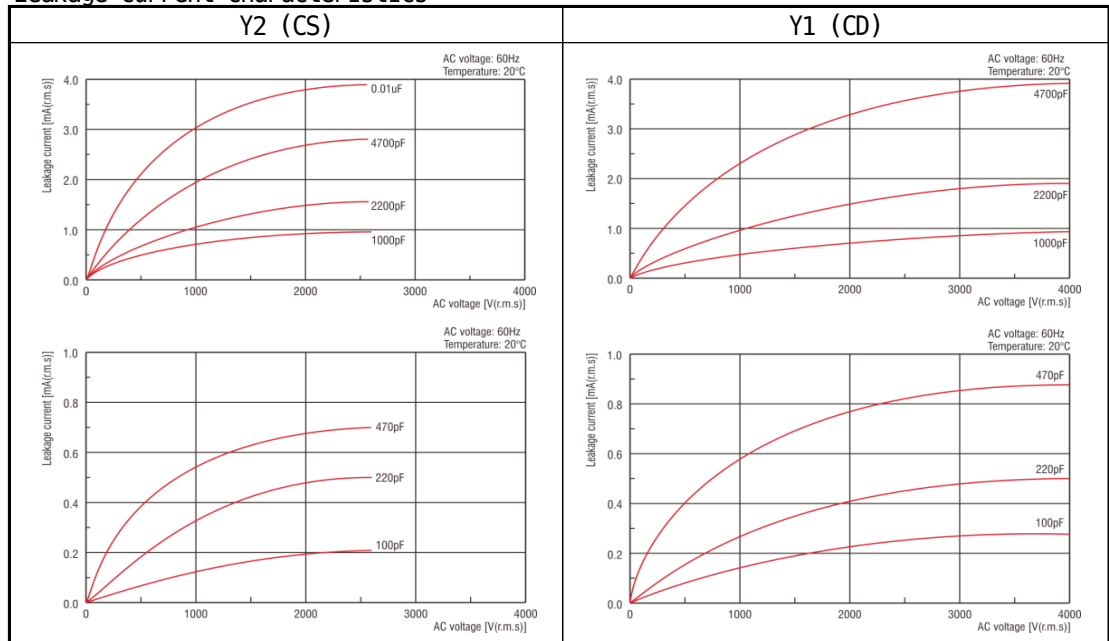 Leakage current characteristics
Y2 (CS)
Y1 (CD)
AC voltage: 60Hz
Temperature: 20°C
Leakage current [mA(r.m.s)]
4.0
3.0
2.0
1.0
0.0
0.01uF
4700pF
2200pF
1000pF
0
1000
2000
3000
4000
AC voltage [V(r.m.s)]
AC voltage: 60Hz
Temperature: 20°C
Leakage current [mA(r.m.s)]
4.0
3.0
2.0
1.0
0.0
4700pF
2200pF
1000pF
0
1000
2000
3000
4000
AC voltage [V(r.m.s)]
AC voltage: 60Hz
Temperature: 20°C
Leakage current [mA(r.m.s)]
1.0
0.8
0.6
0.4
0.2
0.0
470pF
220pF
100pF
0
1000
2000
3000
4000
AC voltage [V(r.m.s)]
AC voltage: 60Hz
Temperature: 20°C
Leakage current [mA(r.m.s)]
1.0
0.8
0.6
0.4
0.2
0.0
470pF
220pF
100pF
0
1000
2000
3000
4000
AC voltage [V(r.m.s)]